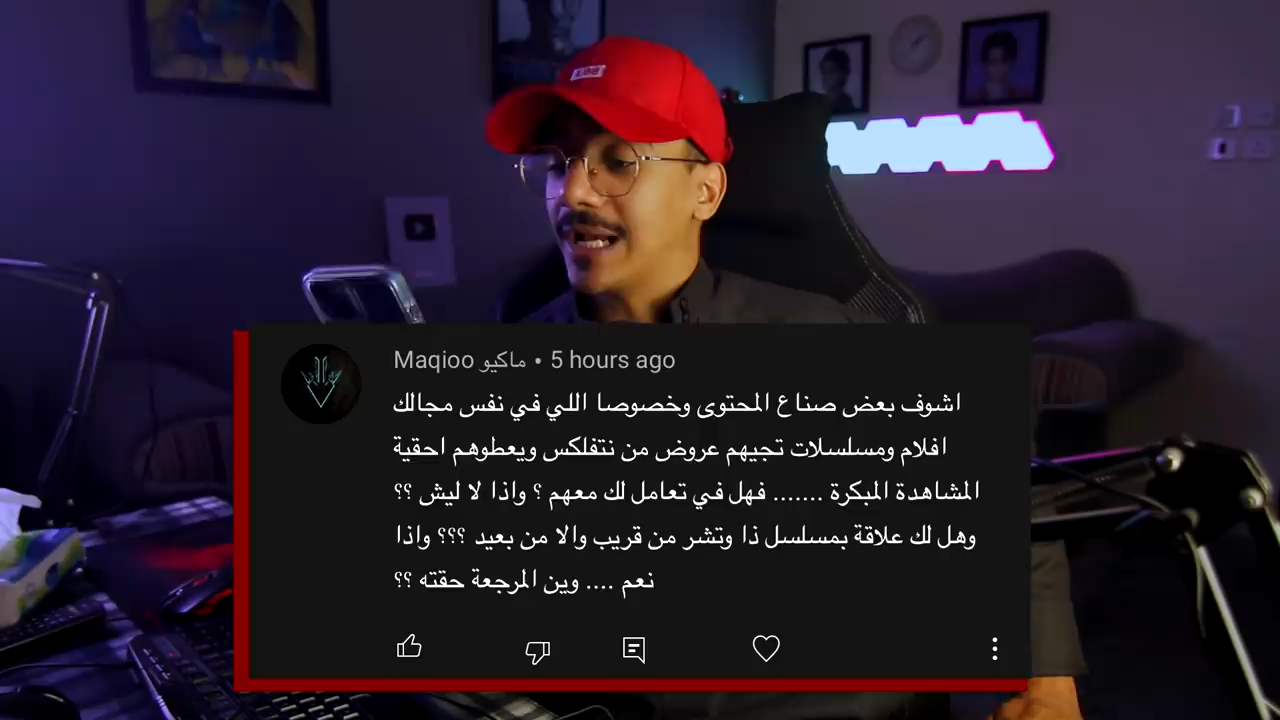 Maqioo ماكيو • 5 hours ago
اشوف بعض صناع المحتوى وخصوصا اللي في نفس مجالك
افلام ومسلسلات تجيهم عروض من نتفلكس ويعطوهم احقية
المشاهدة المبكرة ....... فهل في تعامل لك معهم ؟ واذا لا ليش ؟؟
وهل لك علاقة بمسلسل ذا وتشر من قريب والا من بعيد ؟؟؟ واذا
نعم .... وين المرجعة حقته ؟؟